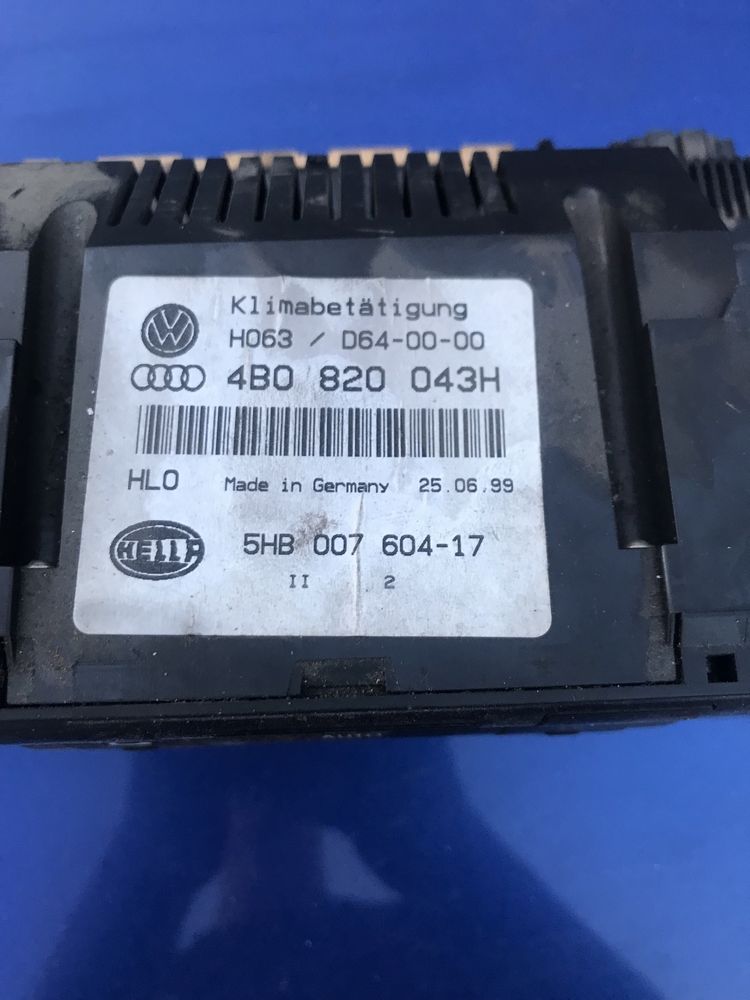 Klimabetätigung
H063 / D64-00-00
4B0 820 043H
HLO Made in Germany 25.06.99
HELLA 5HB 007 604-17
II 2
AUTO